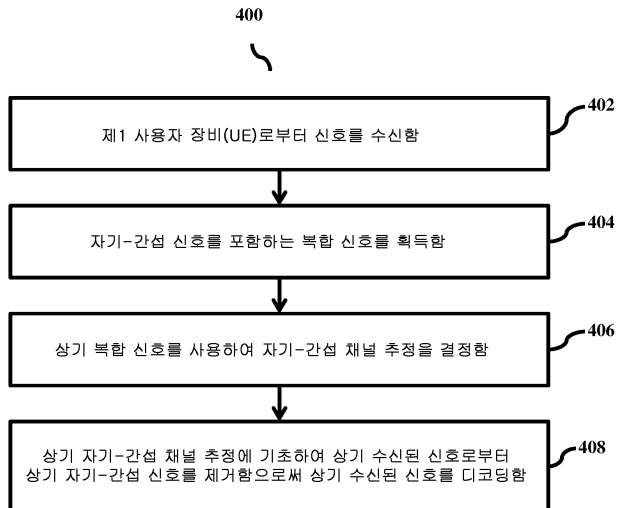 400
제1 사용자 장비(UE)로부터 신호를 수신함
402
자기-간섭 신호를 포함하는 복합 신호를 획득함
404
상기 복합 신호를 사용하여 자기-간섭 채널 추정을 결정함
406
상기 자기-간섭 채널 추정에 기초하여 상기 수신된 신호로부터
상기 자기-간섭 신호를 제거함으로써 상기 수신된 신호를 디코딩함
408